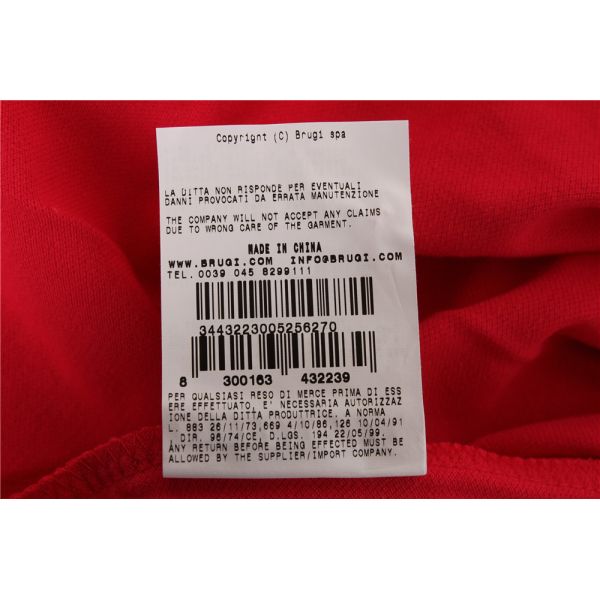 Copyright (C) Brugi spa
LA DITTA NON RISPONDE PER EVENTUALI
DANNI PROVOCATI DA ERRATA MANUTENZIONE
THE COMPANY WILL NOT ACCEPT ANY CLAIMS
DUE TO WRONG CARE OF THE GARMENT.
MADE IN CHINA
WWW.BRUGI.COM INFO@BRUGI.COM
TEL. 0039 045 8299111
3443223005256270
8 300163 432239
PER QUALSIASI RESO DI MERCE PRIMA DI ESS
ERE EFFETTUATO, E' NECESSARIA AUTORIZZAZ
IONE DELLA DITTA PRODUTTRICE. A NORMA
L. 883 26/11/73,669 4/10/86,126 10/04/91
. DIR. 96/74/CE, D.LGS. 194 22/05/99.
ANY RETURN BEFORE BEING EFFECTED MUST BE
ALLOWED BY THE SUPPLIER/IMPORT COMPANY.